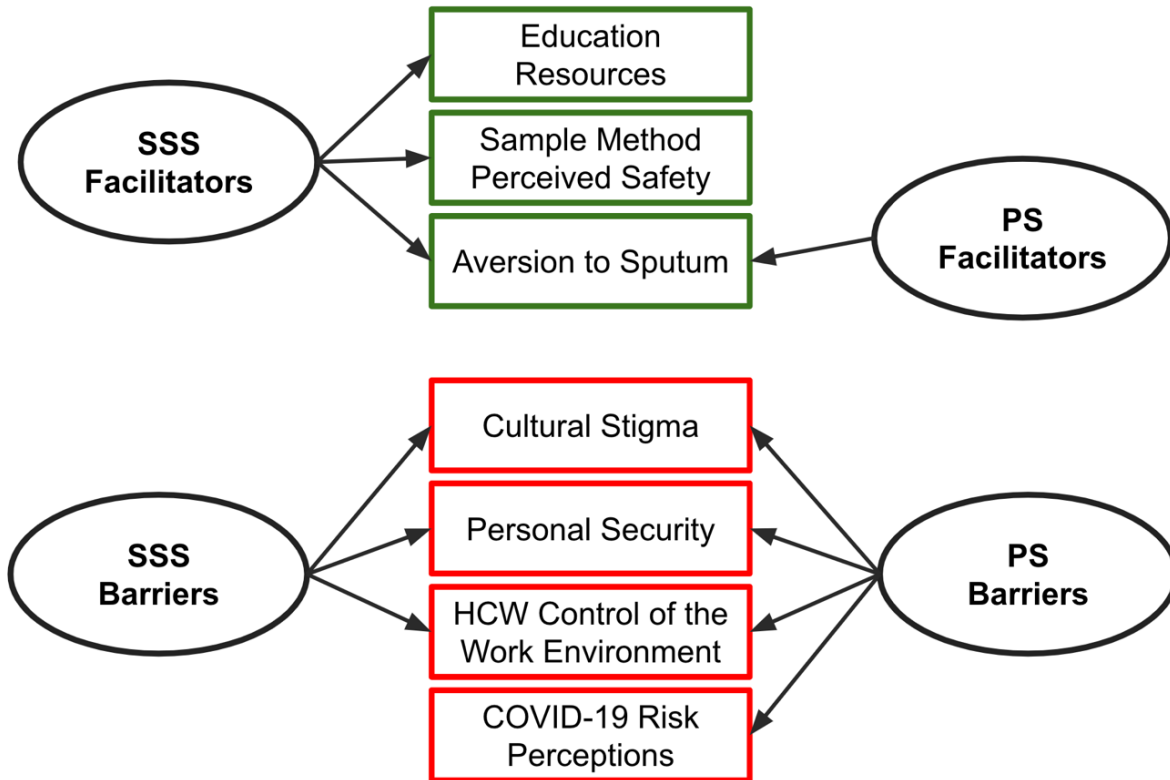 Education
Resources
SSS
Facilitators
Sample Method
Perceived Safety
PS
Facilitators
Aversion to Sputum
Cultural Stigma
SSS
Barriers
Personal Security
PS
Barriers
HCW Control of the
Work Environment
COVID-19 Risk
Perceptions